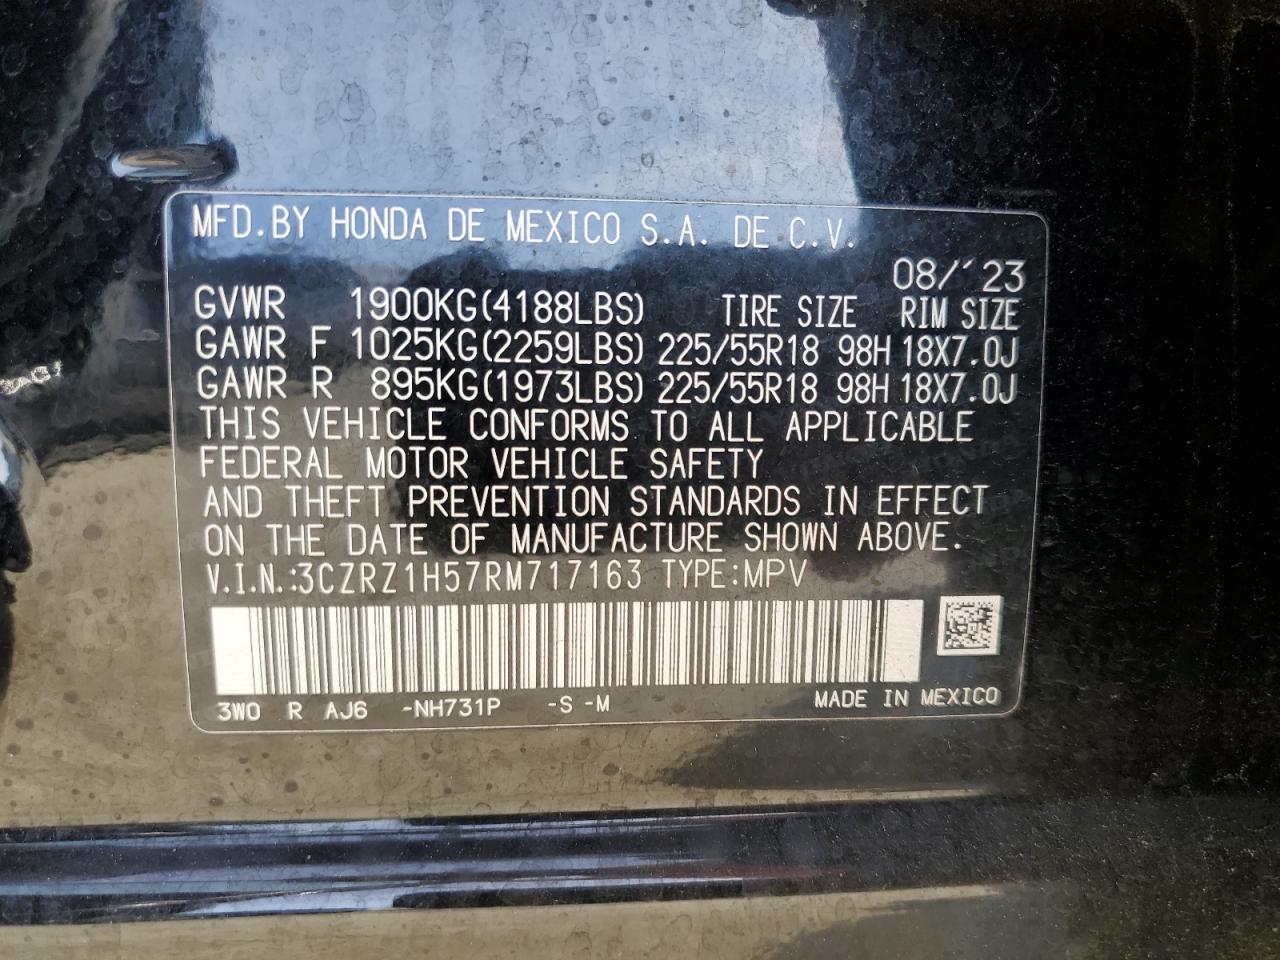 MFD.BY HONDA DE MEXICO S.A. DE C.V.
08/´23
GVWR 1900KG(4188LBS) TIRE SIZE RIM SIZE
GAWR F 1025KG(2259LBS) 225/55R18 98H 18X7.0J
GAWR R 895KG(1973LBS) 225/55R18 98H 18X7.0J
THIS VEHICLE CONFORMS TO ALL APPLICABLE
FEDERAL MOTOR VEHICLE SAFETY
AND THEFT PREVENTION STANDARDS IN EFFECT
ON THE DATE OF MANUFACTURE SHOWN ABOVE.
V.I.N.:3CZRZ1H57RM717163 TYPE:MPV
3W0 R AJ6 -NH731P -S -M MADE IN MEXICO